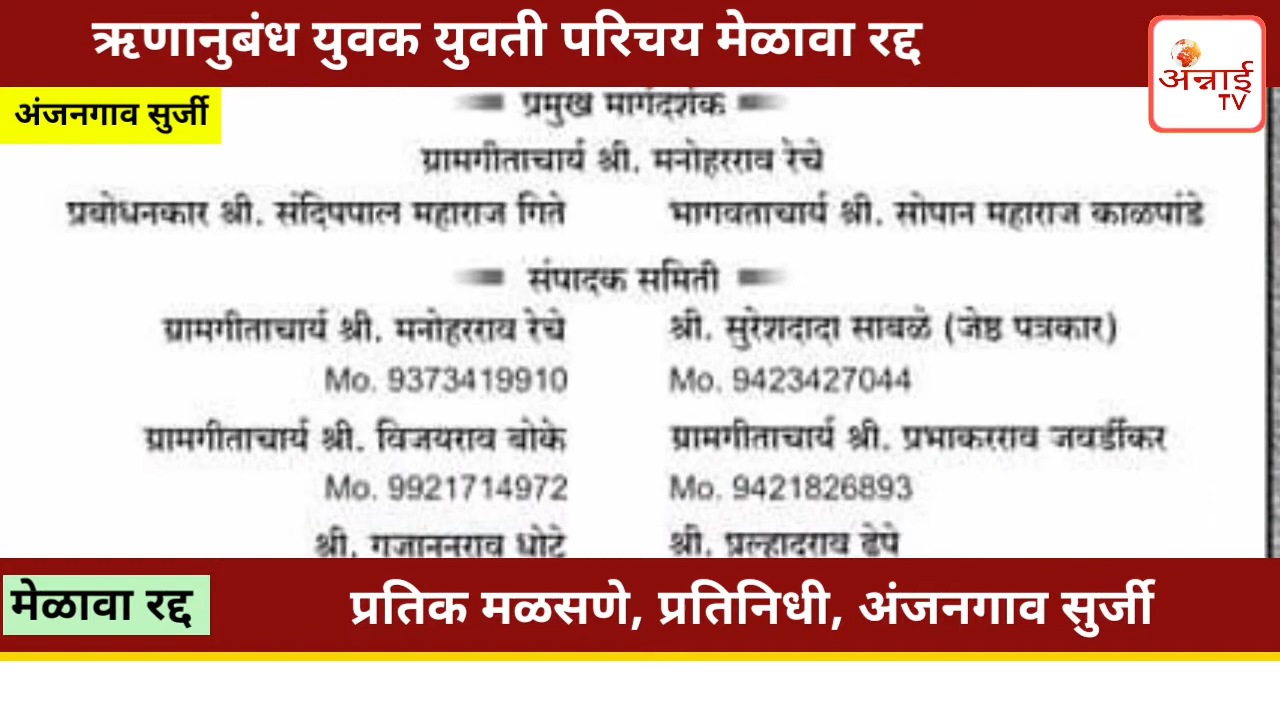 ऋणानुबंध युवक युवती परिचय मेळावा रद्द
अन्नाई
TV
अंजनगाव सुर्जी
प्रमुख मार्गदर्शक
ग्रामगीताचार्य श्री. मनोहरराव रेचे
प्रबोधनकार श्री. संदिपपाल महाराज गिते
भागवताचार्य श्री. सोपान महाराज काळपांडे
संपादक समिती
ग्रामगीताचार्य श्री. मनोहरराव रेचे
श्री. सुरेशदादा साबळे (जेष्ठ पत्रकार)
Mo. 9373419910
Mo. 9423427044
ग्रामगीताचार्य श्री. विजयराव बोके
ग्रामगीताचार्य श्री. प्रभाकरराव जवर्डीकर
Mo. 9921714972
Mo. 9421826893
श्री. गजाननराव धोटे
श्री. प्रल्हादराव ढेपे
मेळावा रद्द
प्रतिक मळसणे, प्रतिनिधी, अंजनगाव सुर्जी